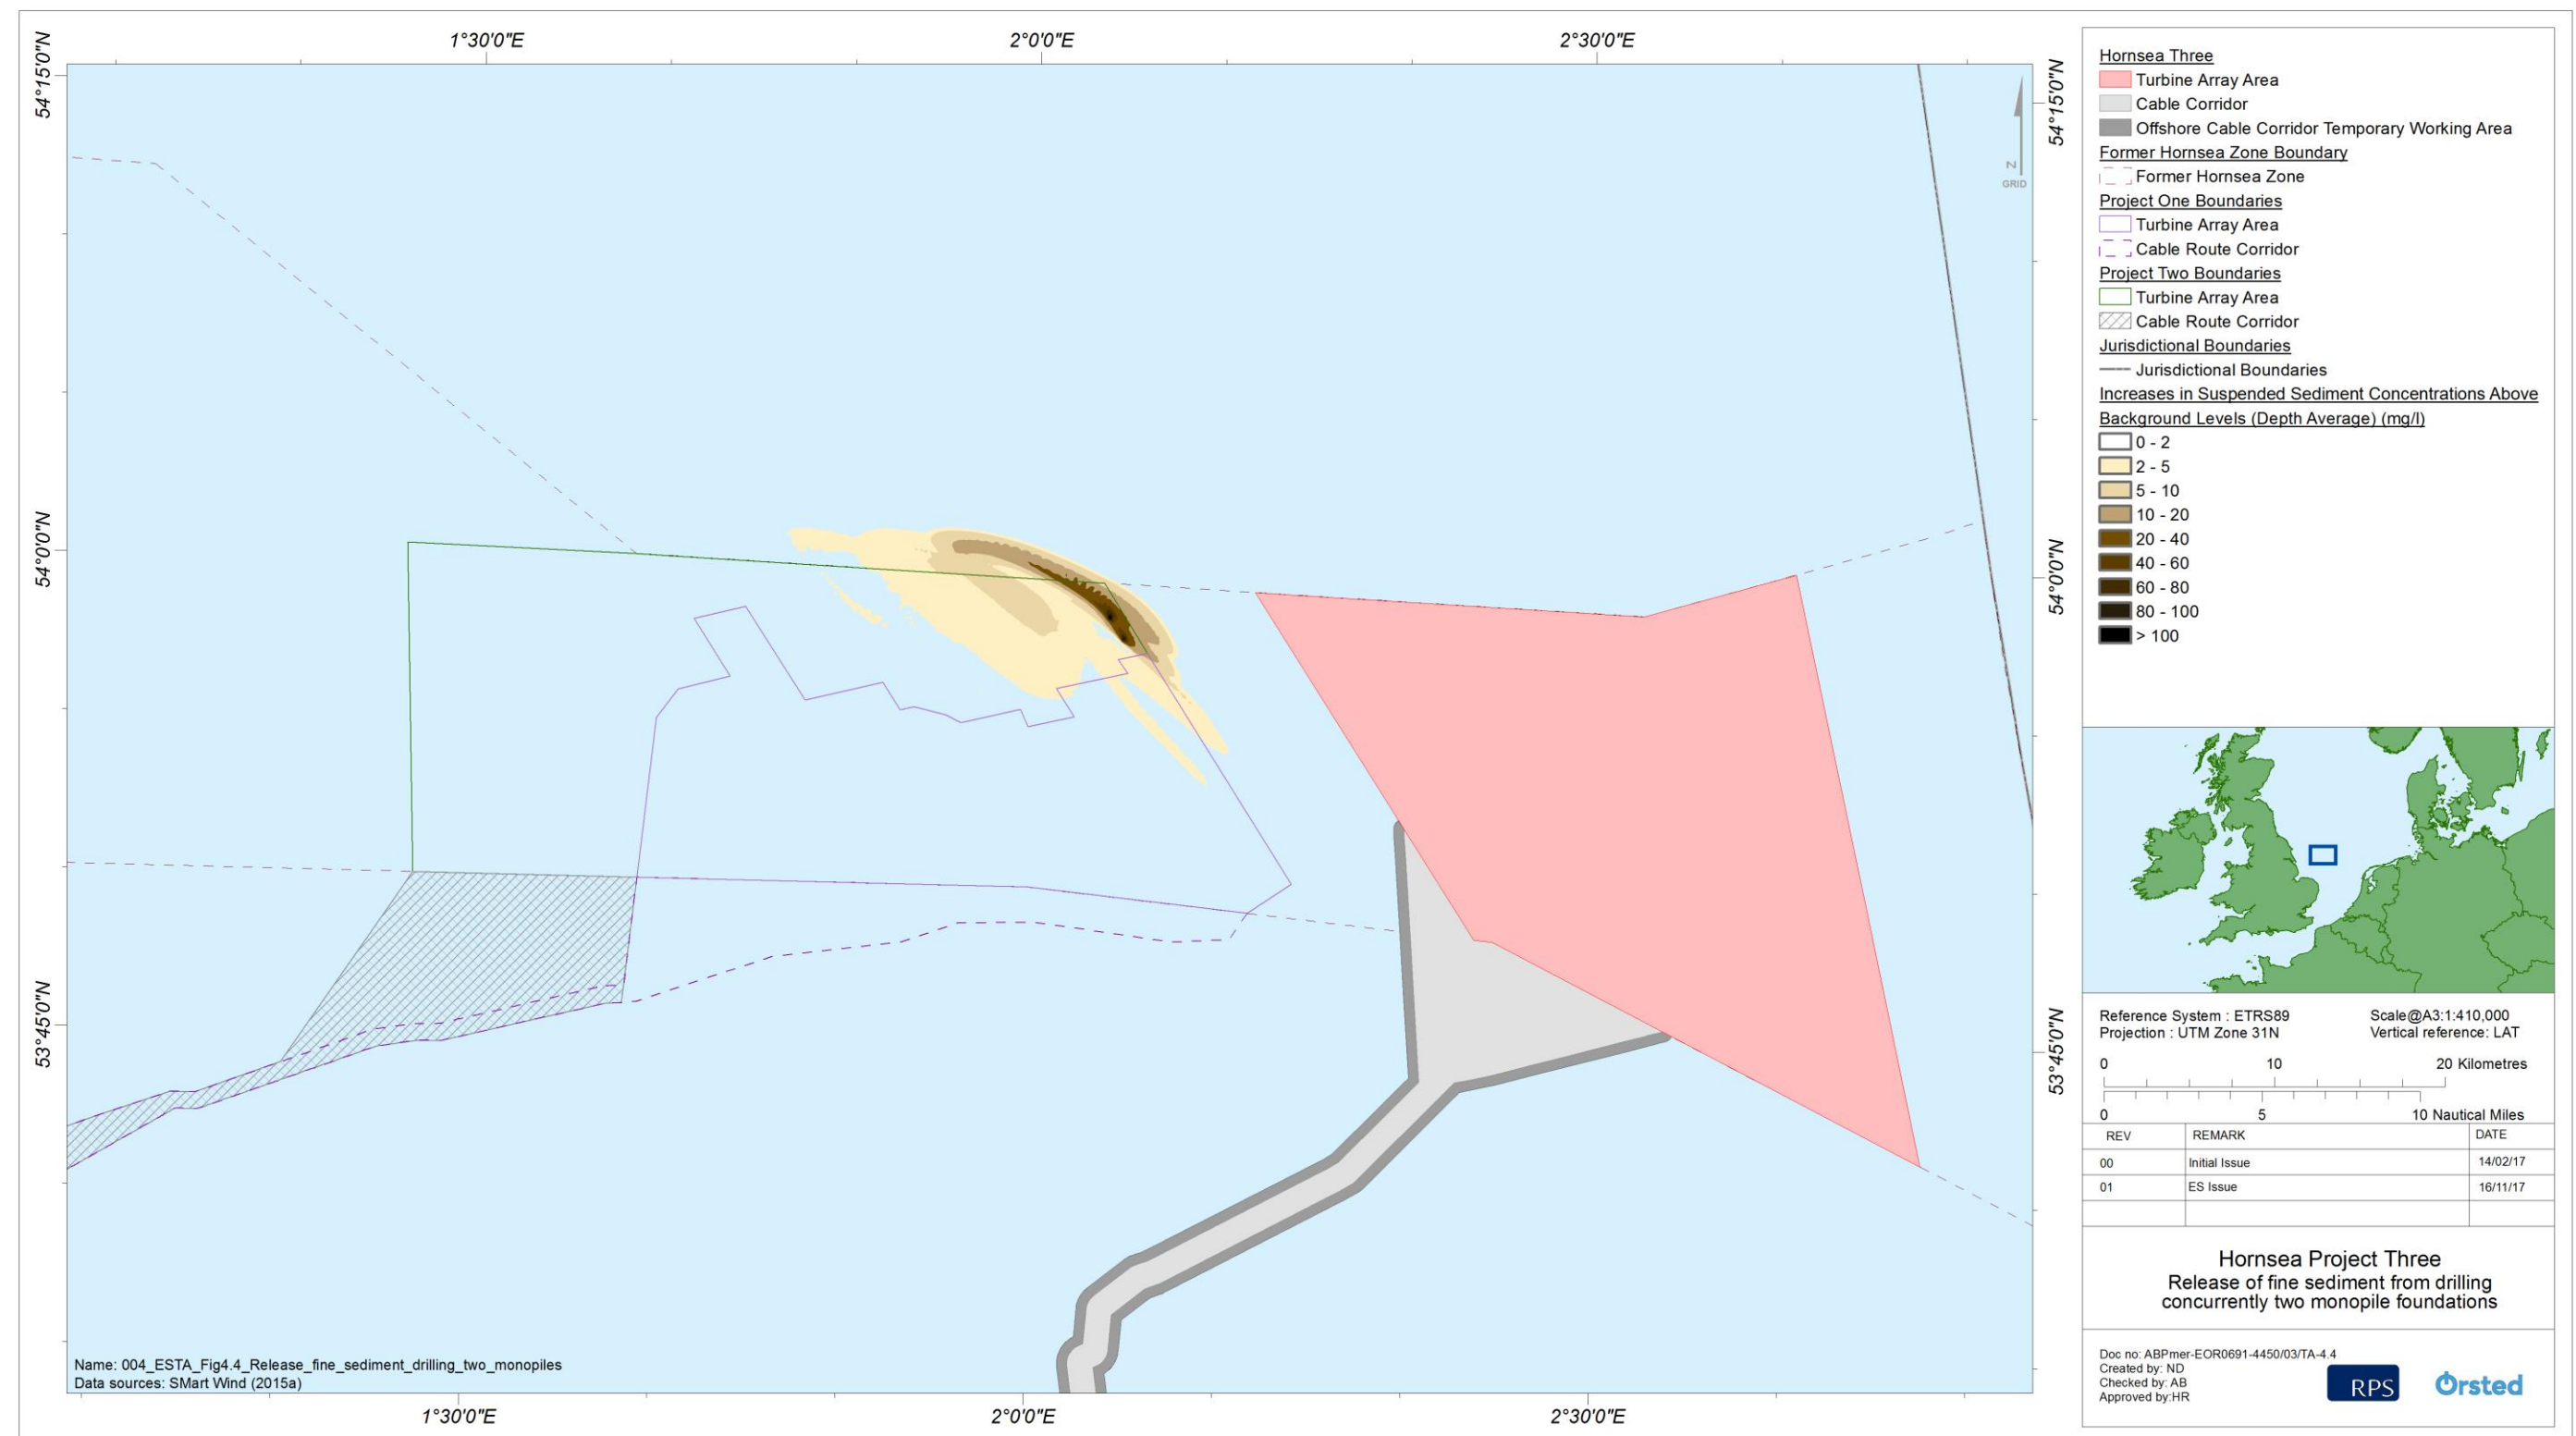 1°30'0"E
2°0'0"E
2°30'0"E
54°15'0"N
54°0'0"N
53°45'0"N
54°15'0"N
54°0'0"N
53°45'0"N
N
GRID
1°30'0"E
2°0'0"E
2°30'0"E
Name: 004_ESTA_Fig4.4_Release_fine_sediment_drilling_two_monopiles
Data sources: SMart Wind (2015a)
Hornsea Three
Turbine Array Area
Cable Corridor
Offshore Cable Corridor Temporary Working Area
Former Hornsea Zone Boundary
Former Hornsea Zone
Project One Boundaries
Turbine Array Area
Cable Route Corridor
Project Two Boundaries
Turbine Array Area
Cable Route Corridor
Jurisdictional Boundaries
Jurisdictional Boundaries
Increases in Suspended Sediment Concentrations Above
Background Levels (Depth Average) (mg/l)
0 - 2
2 - 5
5 - 10
10 - 20
20 - 40
40 - 60
60 - 80
80 - 100
> 100
Reference System : ETRS89 Scale@A3:1:410,000
Projection : UTM Zone 31N Vertical reference: LAT
0 10 20 Kilometres
0 5 10 Nautical Miles
REV REMARK DATE
00 Initial Issue 14/02/17
01 ES Issue 16/11/17
Hornsea Project Three
Release of fine sediment from drilling
concurrently two monopile foundations
Doc no: ABPmer-EOR0691-4450/03/TA-4.4
Created by: ND
Checked by: AB
Approved by:HR
RPS
Ørsted